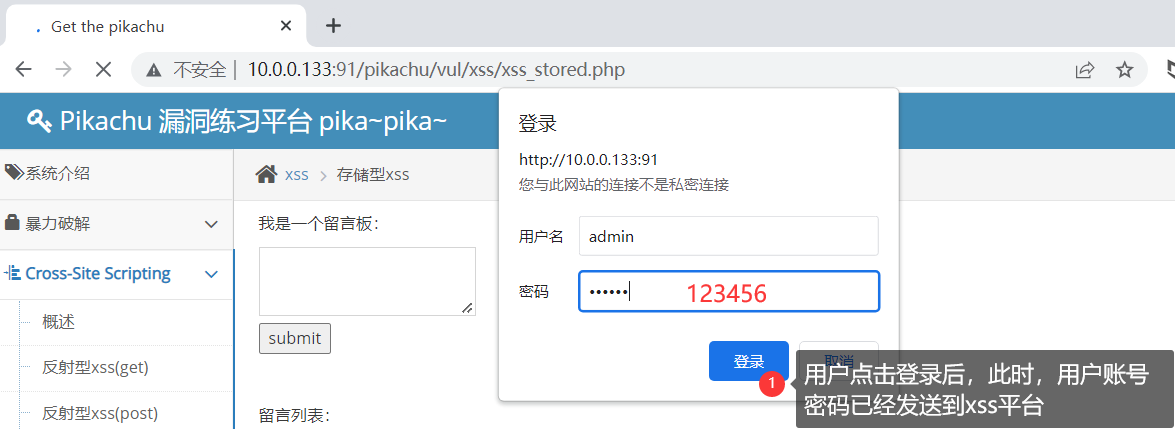 Get the pikachu
不安全 | 10.0.0.133:91/pikachu/vul/xss/xss_stored.php
Pikachu 漏洞练习平台 pika~pika~
系统介绍
暴力破解
Cross-Site Scripting
概述
反射型xss(get)
反射型xss(post)
xss > 存储型xss
我是一个留言板：
submit
留言列表：
登录
http://10.0.0.133:91
您与此网站的连接不是私密连接
用户名 admin
密码 •••••• 123456
登录 取消
1
用户点击登录后，此时，用户账号
密码已经发送到xss平台